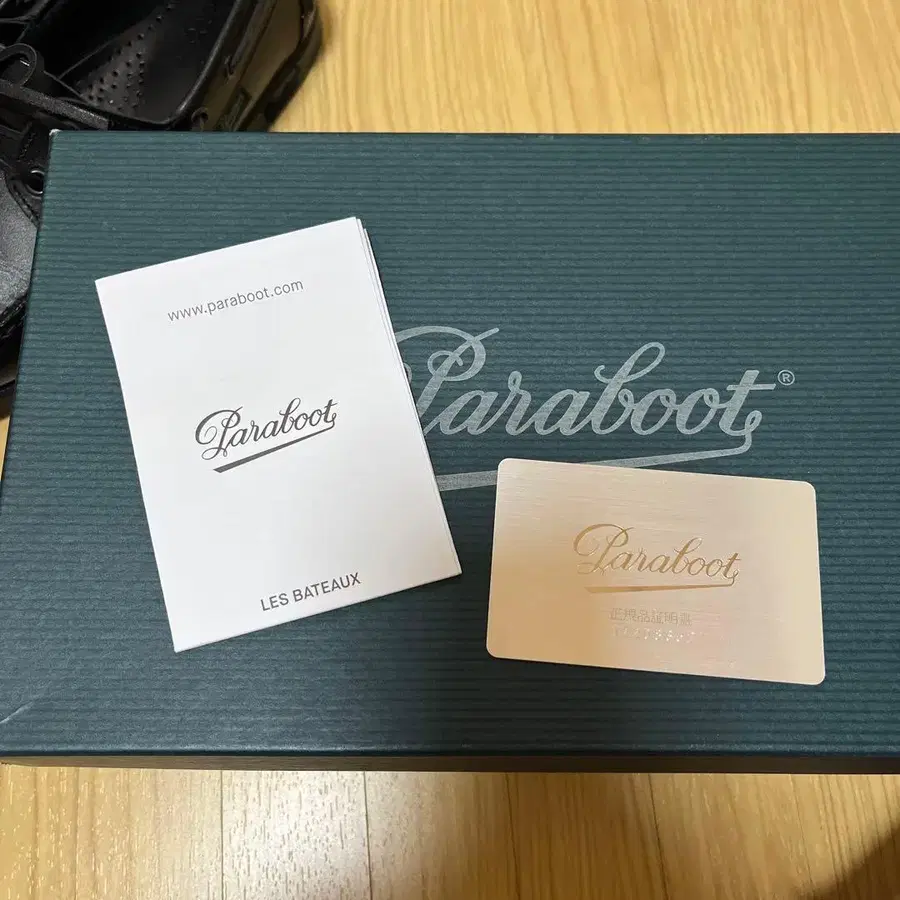 www.paraboot.com
Paraboot
LES BATEAUX
Paraboot®
Paraboot
正規品証明書